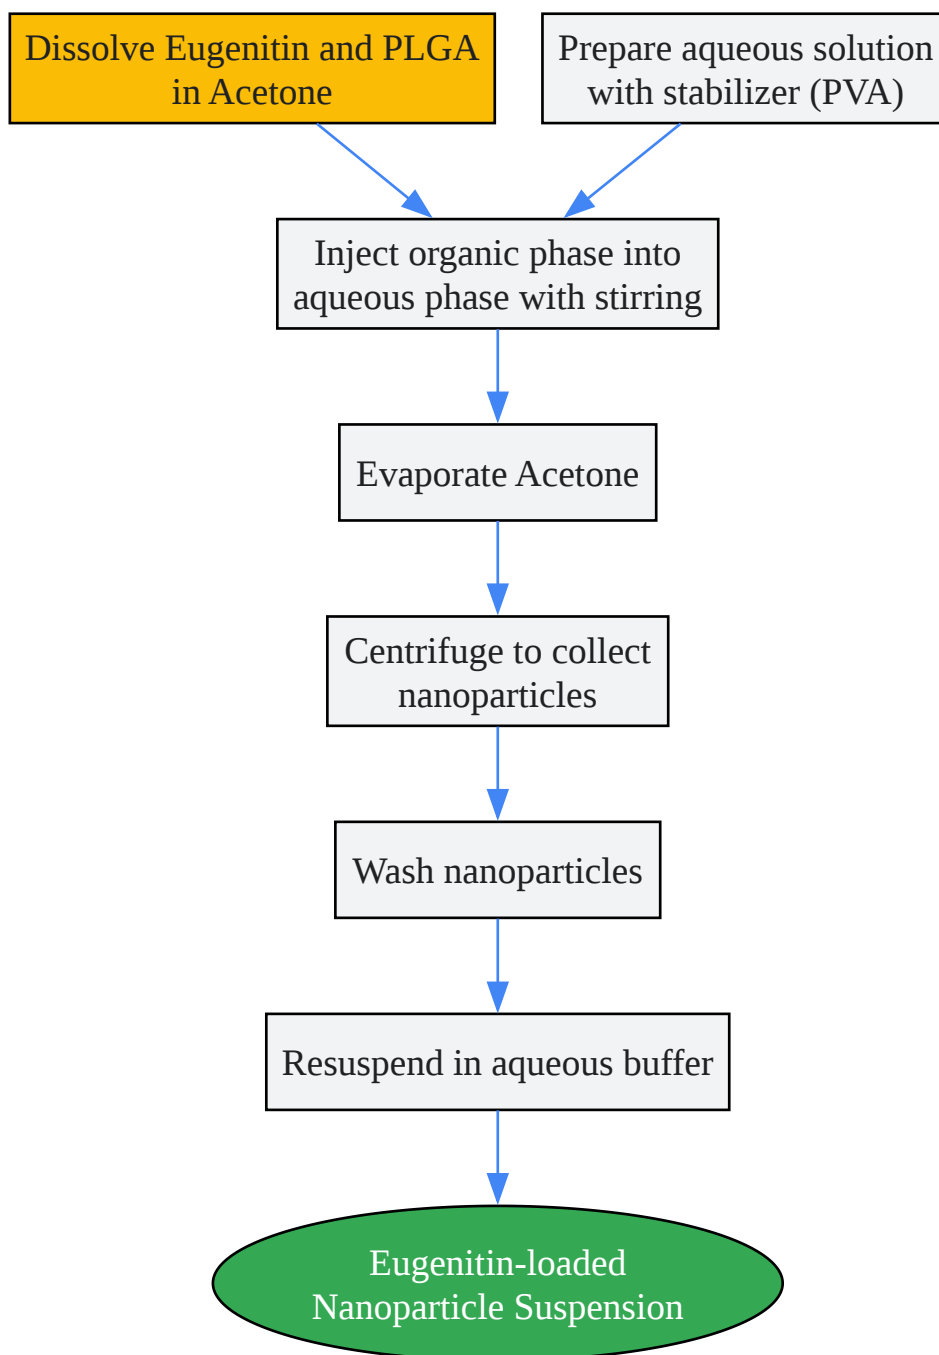 Dissolve Eugenitin and PLGA
in Acetone
Prepare aqueous solution
with stabilizer (PVA)
Inject organic phase into
aqueous phase with stirring
Evaporate Acetone
Centrifuge to collect
nanoparticles
Wash nanoparticles
Resuspend in aqueous buffer
Eugenitin-loaded
Nanoparticle Suspension